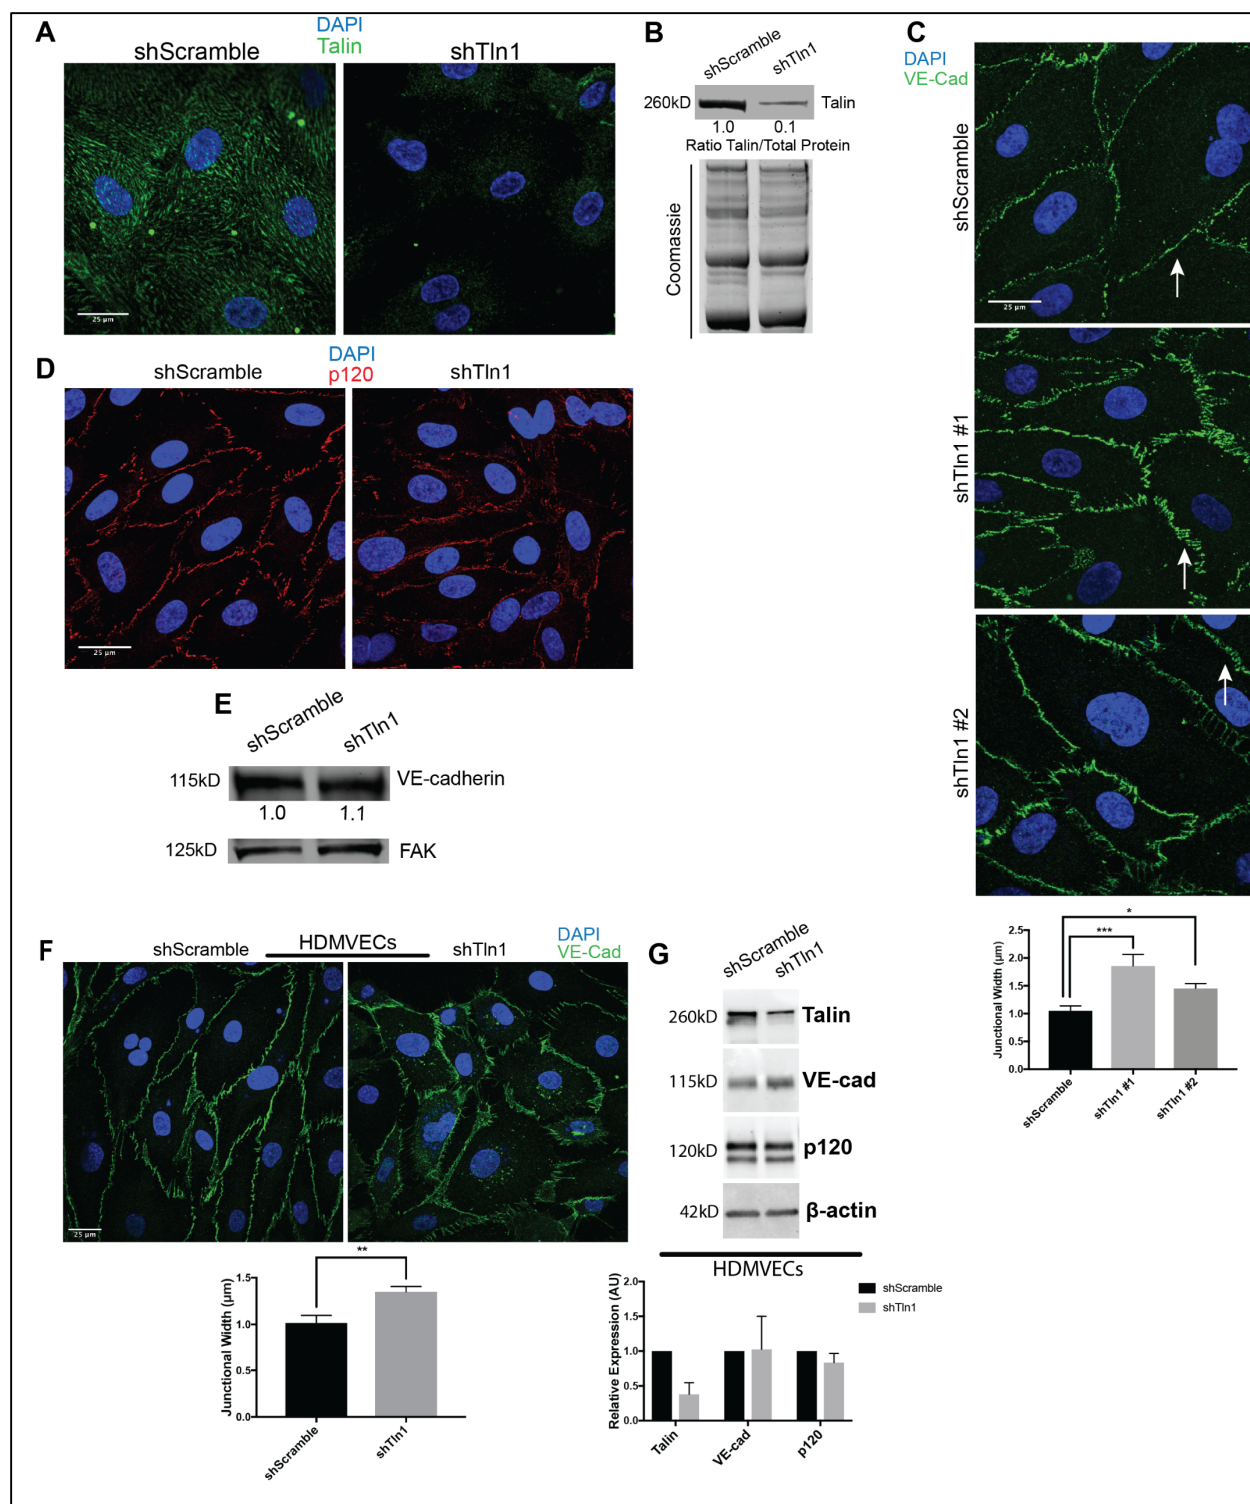 A
DAPI
Talin
shScramble
shTln1
25 µm
B
shScramble
shTln1
260kD
Talin
1.0
0.1
Ratio Talin/Total Protein
Coomassie
C
DAPI
VE-Cad
shScramble
25 µm
shTln1 #1
shTln1 #2
*
***
2.5
2.0
1.5
1.0
0.5
0.0
Junctional Width (µm)
shScramble
shTln1 #1
shTln1 #2
D
DAPI
p120
shScramble
shTln1
25 µm
E
shScramble
shTln1
115kD
VE-cadherin
1.0
1.1
125kD
FAK
F
shScramble
HDMVECs
shTln1
DAPI
VE-Cad
25 µm
**
1.5
1.0
0.5
0.0
Junctional Width (µm)
shScramble
shTln1
G
shScramble
shTln1
260kD
Talin
115kD
VE-cad
120kD
p120
42kD
β-actin
HDMVECs
2.0
1.5
1.0
0.5
0.0
Relative Expression (AU)
Talin
VE-cad
p120
shScramble
shTln1